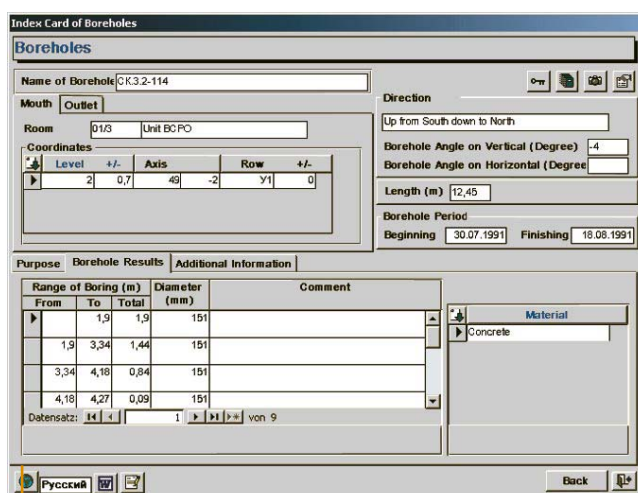 Index Card of Boreholes
Boreholes
Name of Borehole CK.3.2-114
Mouth Outlet
Room 01/3 Unit BCPO
Coordinates
Level +/- Axis Row +/-
2 0,7 49 -2 У1 0
Direction
Up from South down to North
Borehole Angle on Vertical (Degree) -4
Borehole Angle on Horizontal (Degree
Length (m) 12,45
Borehole Period
Beginning 30.07.1991 Finishing 18.08.1991
Purpose Borehole Results Additional Information
Range of Boring (m) Diameter Comment
From To Total (mm)
1,9 1,9 151
1,9 3,34 1,44 151
3,34 4,18 0,84 151
4,18 4,27 0,09 151
Datensatz: 1 von 9
Material
Concrete
Русский Back